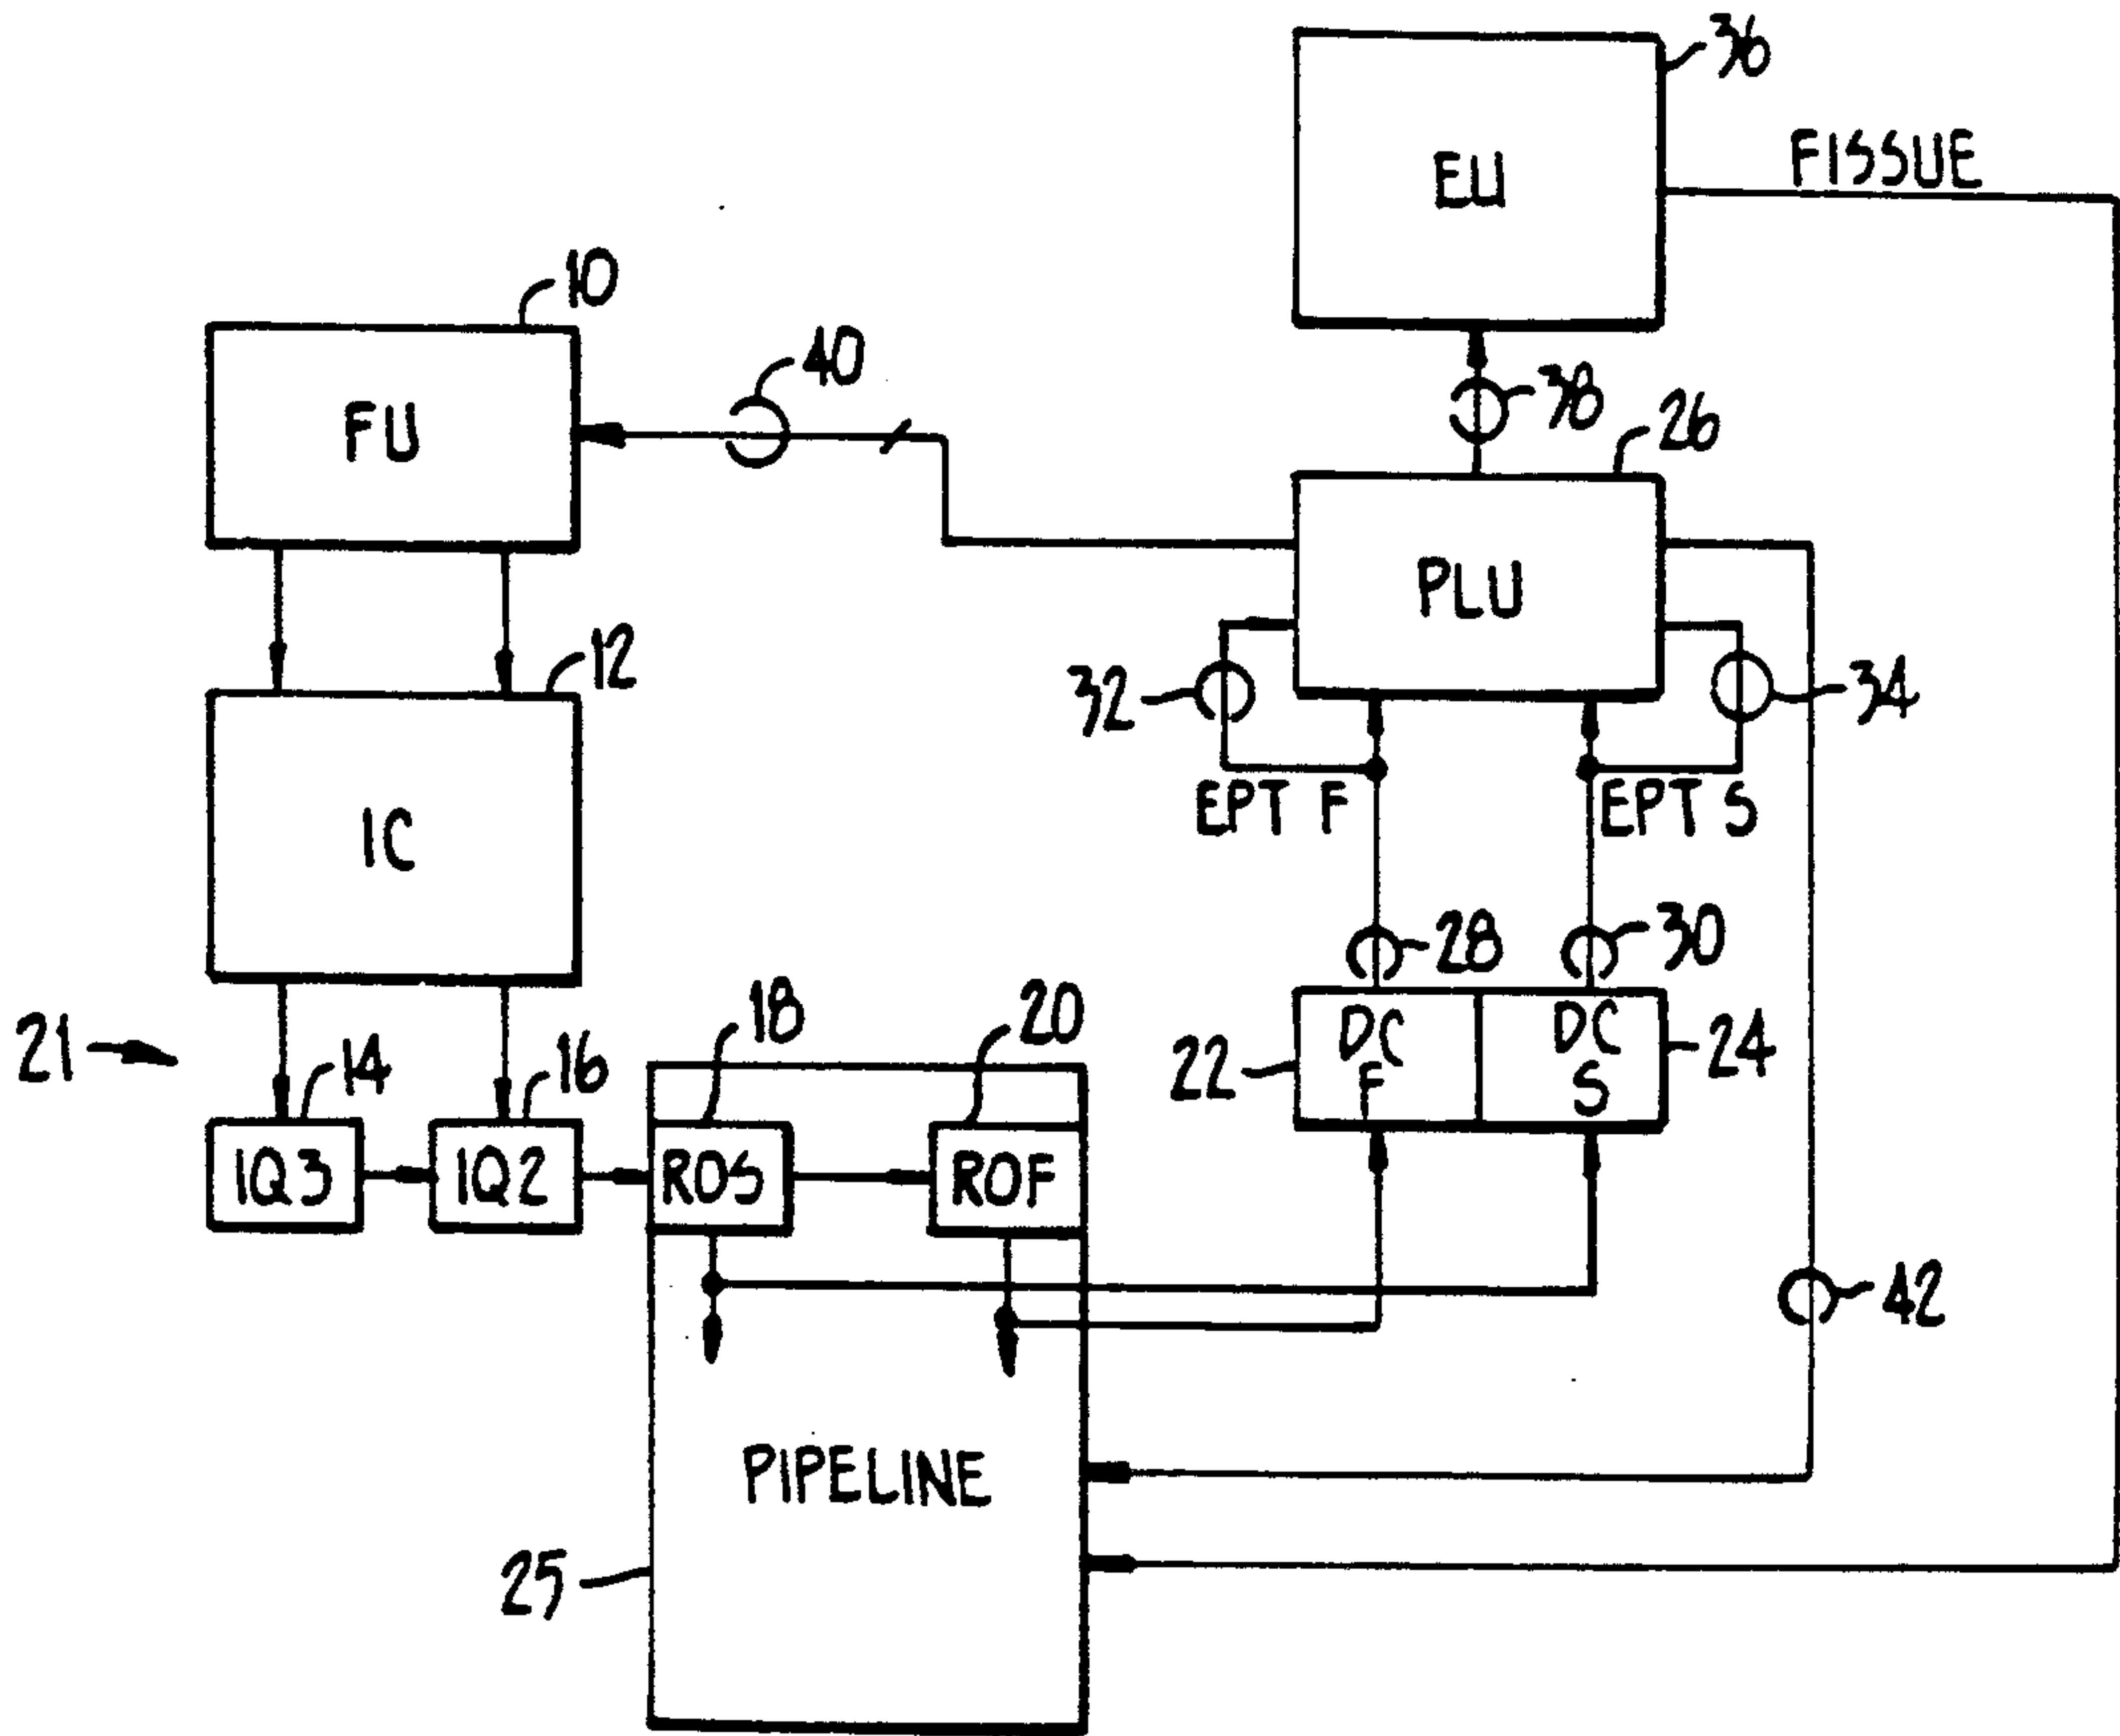 36
FISSUE
EU
10
40
38
26
FU
PLU
12
32
34
EPT F
EPT S
IC
28
30
18
20
DC
F
DC
S
22
24
21
14
16
IQ3
IQ2
ROS
ROF
42
PIPELINE
25